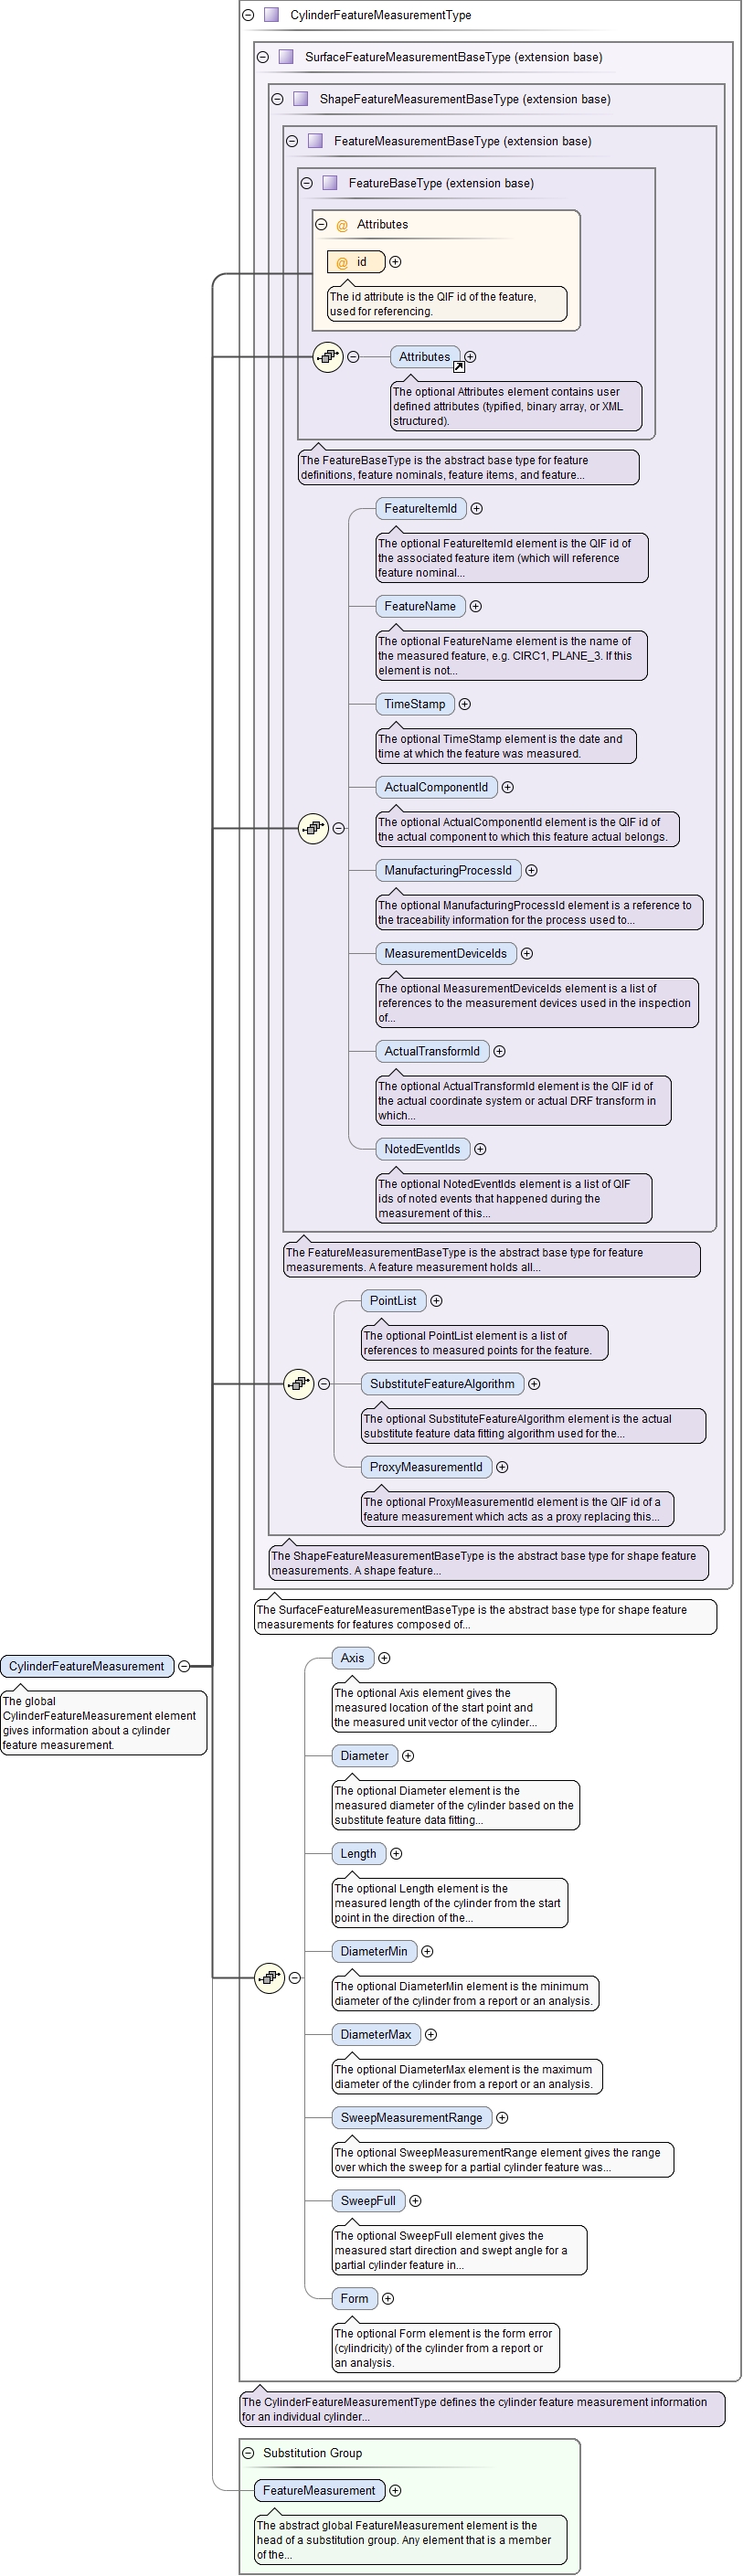 CylinderFeatureMeasurementType
SurfaceFeatureMeasurementBaseType (extension base)
ShapeFeatureMeasurementBaseType (extension base)
FeatureMeasurementBaseType (extension base)
FeatureBaseType (extension base)
@ Attributes
@ id
The id attribute is the QIF id of the feature,
used for referencing.
Attributes
The optional Attributes element contains user
defined attributes (typified, binary array, or XML
structured).
The FeatureBaseType is the abstract base type for feature
definitions, feature nominals, feature items, and feature...
FeatureItemId
The optional FeatureItemId element is the QIF id of
the associated feature item (which will reference
feature nominal...
FeatureName
The optional FeatureName element is the name of
the measured feature, e.g. CIRC1, PLANE_3. If this
element is not...
TimeStamp
The optional TimeStamp element is the date and
time at which the feature was measured.
ActualComponentId
The optional ActualComponentId element is the QIF id of
the actual component to which this feature actual belongs.
ManufacturingProcessId
The optional ManufacturingProcessId element is a reference to
the traceability information for the process used to...
MeasurementDeviceIds
The optional MeasurementDeviceIds element is a list of
references to the measurement devices used in the inspection
of...
ActualTransformId
The optional ActualTransformId element is the QIF id of
the actual coordinate system or actual DRF transform in
which...
NotedEventIds
The optional NotedEventIds element is a list of QIF
ids of noted events that happened during the
measurement of this...
The FeatureMeasurementBaseType is the abstract base type for feature
measurements. A feature measurement holds all...
PointList
The optional PointList element is a list of
references to measured points for the feature.
SubstituteFeatureAlgorithm
The optional SubstituteFeatureAlgorithm element is the actual
substitute feature data fitting algorithm used for the...
ProxyMeasurementId
The optional ProxyMeasurementId element is the QIF id of a
feature measurement which acts as a proxy replacing this...
The ShapeFeatureMeasurementBaseType is the abstract base type for shape feature
measurements. A shape feature...
The SurfaceFeatureMeasurementBaseType is the abstract base type for shape feature
measurements for features composed of...
CylinderFeatureMeasurement
The global
CylinderFeatureMeasurement element
gives information about a cylinder
feature measurement.
Axis
The optional Axis element gives the
measured location of the start point and
the measured unit vector of the cylinder...
Diameter
The optional Diameter element is the
measured diameter of the cylinder based on the
substitute feature data fitting...
Length
The optional Length element is the
measured length of the cylinder from the start
point in the direction of the...
DiameterMin
The optional DiameterMin element is the minimum
diameter of the cylinder from a report or an analysis.
DiameterMax
The optional DiameterMax element is the maximum
diameter of the cylinder from a report or an analysis.
SweepMeasurementRange
The optional SweepMeasurementRange element gives the range
over which the sweep for a partial cylinder feature was...
SweepFull
The optional SweepFull element gives the
measured start direction and swept angle for a
partial cylinder feature in...
Form
The optional Form element is the form error
(cylindricity) of the cylinder from a report or
an analysis.
The CylinderFeatureMeasurementType defines the cylinder feature measurement information
for an individual cylinder...
Substitution Group
FeatureMeasurement
The abstract global FeatureMeasurement element is the
head of a substitution group. Any element that is a member
of the...